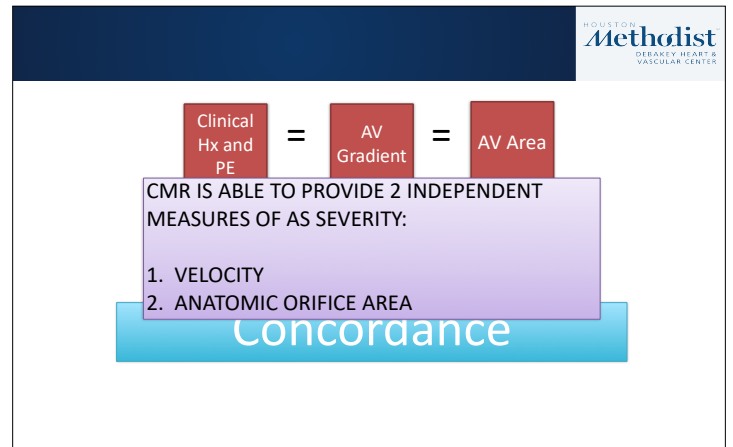 HOUSTON
Methodist
DEBAKEY HEART &
VASCULAR CENTER
Clinical
Hx and
PE
=
AV
Gradient
=
AV Area
CMR IS ABLE TO PROVIDE 2 INDEPENDENT
MEASURES OF AS SEVERITY:
1. VELOCITY
2. ANATOMIC ORIFICE AREA
Concordance